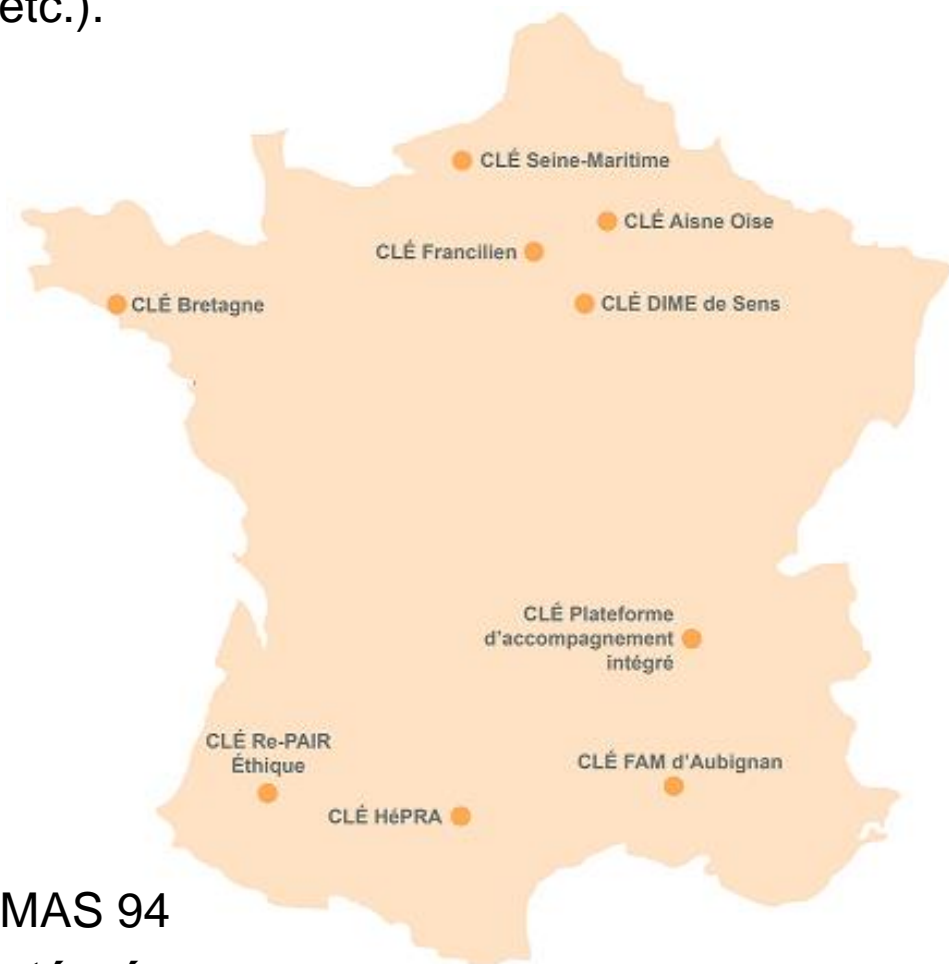 etc.).
CLÉ Seine-Maritime
CLÉ Aisne Oise
CLÉ Francilien
CLÉ Bretagne
CLÉ DIME de Sens
CLÉ Plateforme
d'accompagnement
intégré
CLÉ Re-PAIR
Éthique
CLÉ FAM d'Aubignan
CLÉ HéPRA
MAS 94